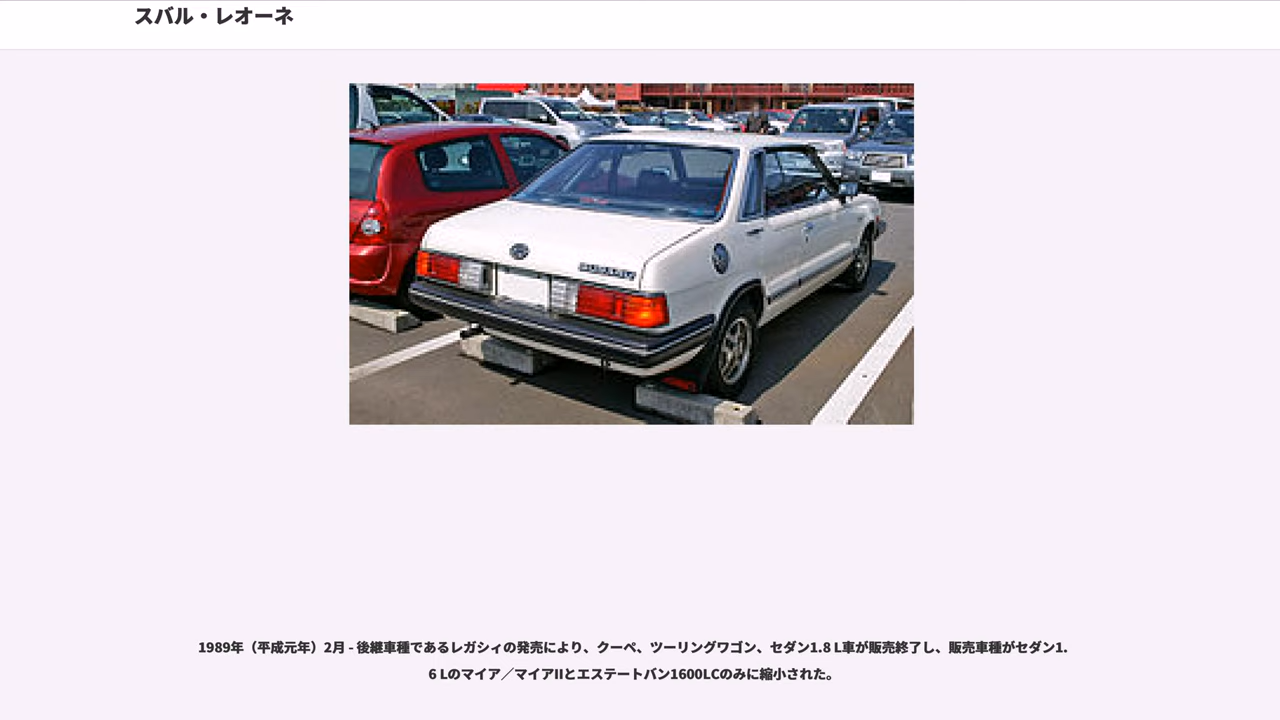 スバル・レオーネ
SUBARU
1989年（平成元年）2月 - 後継車種であるレガシィの発売により、クーペ、ツーリングワゴン、セダン1.8 L車が販売終了し、販売車種がセダン1.
6 Lのマイア／マイアIIとエステートバン1600LCのみに縮小された。